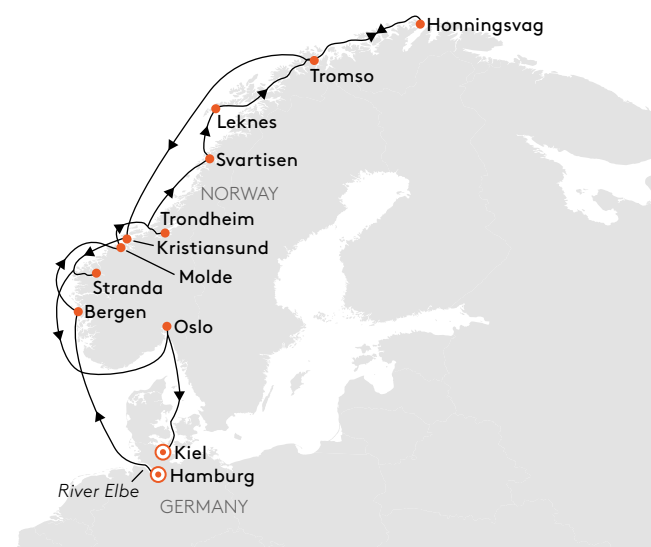 Honningsvag
Tromso
Leknes
Svartisen
NORWAY
Trondheim
Kristiansund
Molde
Stranda
Bergen
Oslo
Kiel
Hamburg
River Elbe
GERMANY